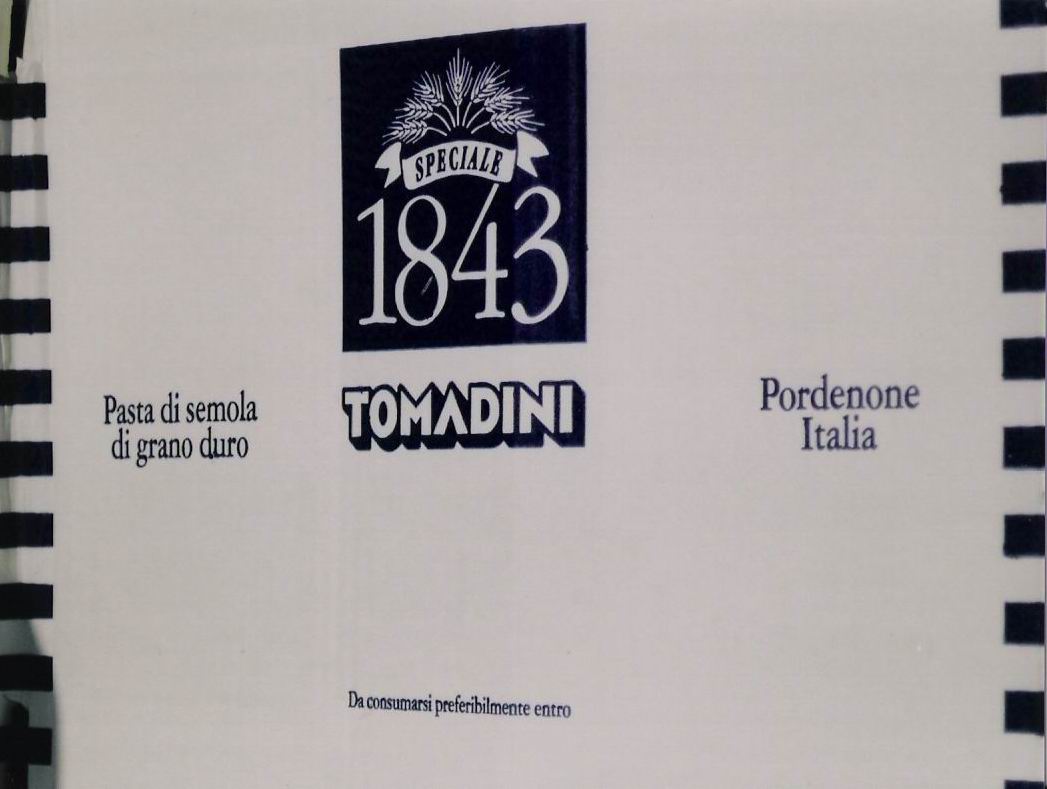 SPECIALE
1843
TOMADINI
Pasta di semola
di grano duro
Pordenone
Italia
Da consumarsi preferibilmente entro